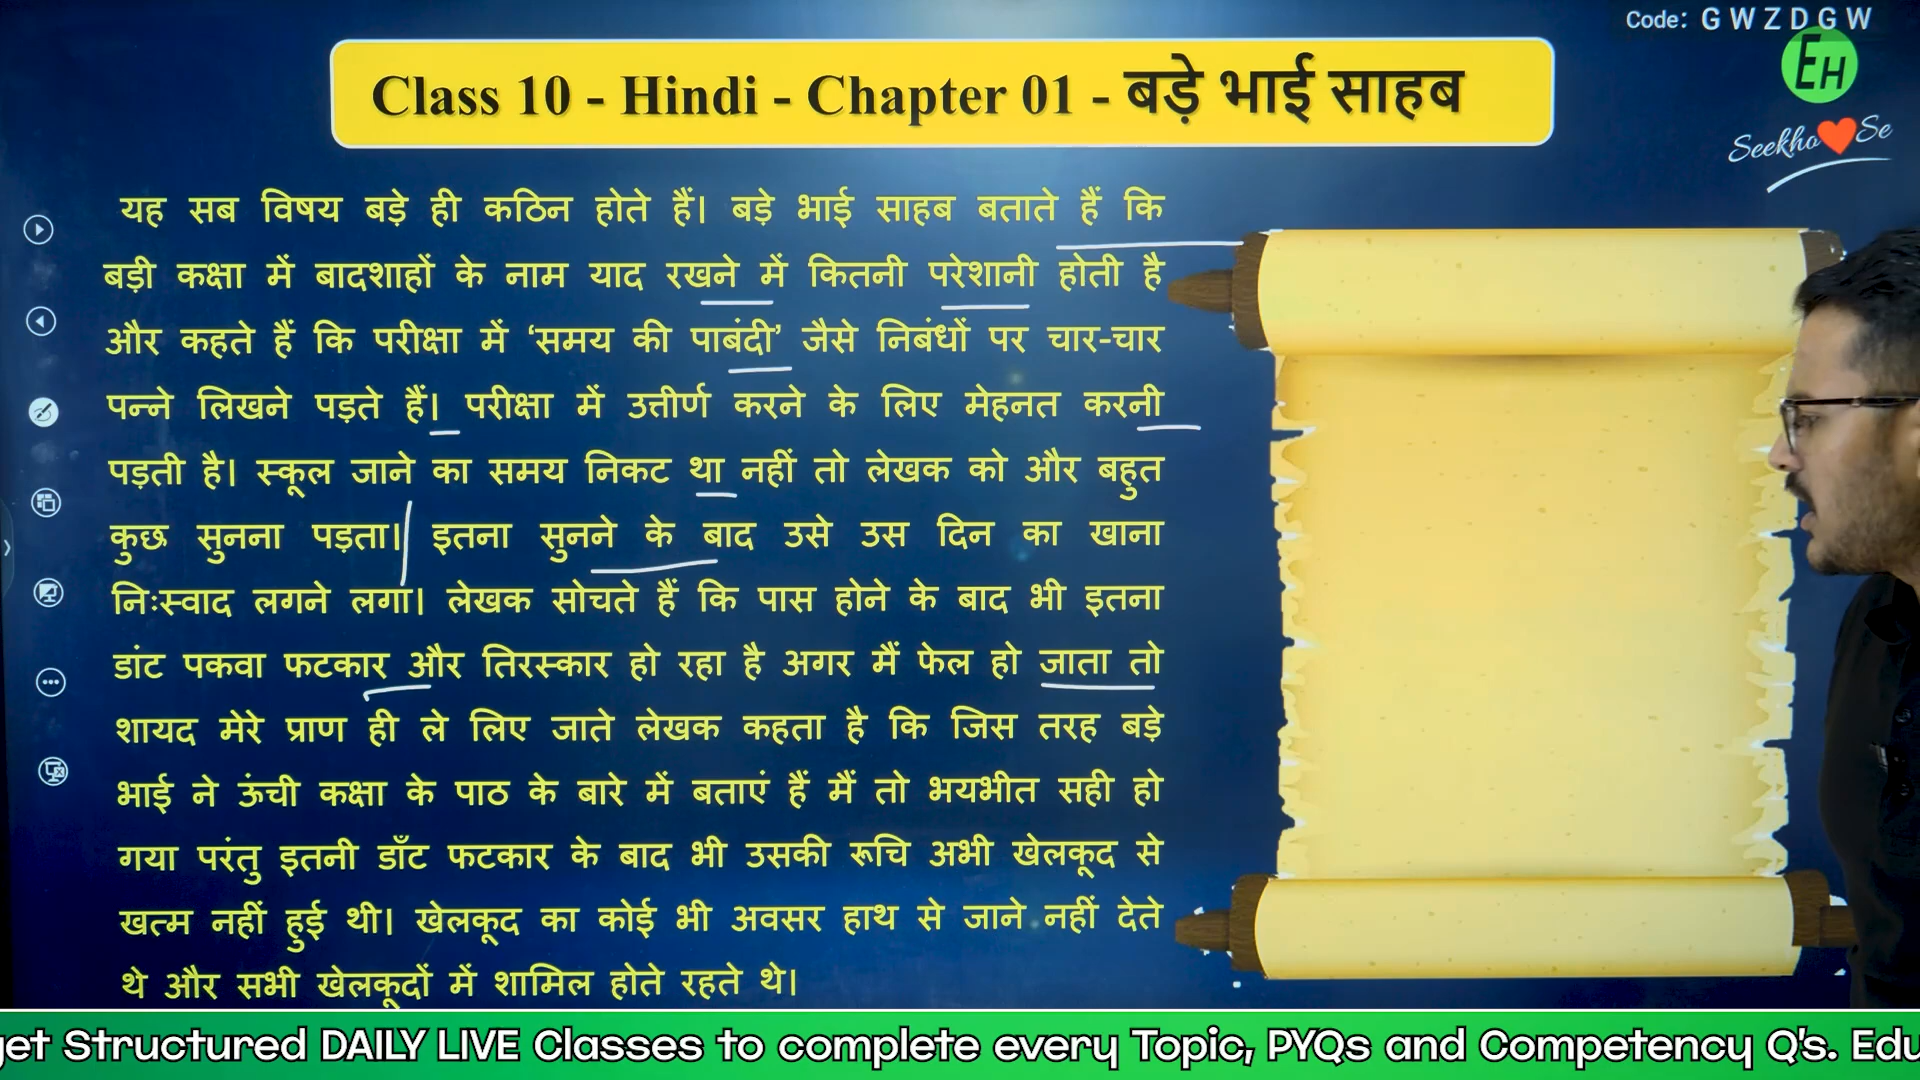 Code: G W Z D G W
EH
Seekho Se
Class 10 - Hindi - Chapter 01 - बड़े भाई साहब
यह सब विषय बड़े ही कठिन होते हैं। बड़े भाई साहब बताते हैं कि
बड़ी कक्षा में बादशाहों के नाम याद रखने में कितनी परेशानी होती है
और कहते हैं कि परीक्षा में ‘समय की पाबंदी’ जैसे निबंधों पर चार-चार
पन्ने लिखने पड़ते हैं। परीक्षा में उत्तीर्ण करने के लिए मेहनत करनी
पड़ती है। स्कूल जाने का समय निकट था नहीं तो लेखक को और बहुत
कुछ सुनना पड़ता। इतना सुनने के बाद उसे उस दिन का खाना
निःस्वाद लगने लगा। लेखक सोचते हैं कि पास होने के बाद भी इतना
डांट पकवा फटकार और तिरस्कार हो रहा है अगर मैं फेल हो जाता तो
शायद मेरे प्राण ही ले लिए जाते लेखक कहता है कि जिस तरह बड़े
भाई ने ऊंची कक्षा के पाठ के बारे में बताएं हैं मैं तो भयभीत सही हो
गया परंतु इतनी डाँट फटकार के बाद भी उसकी रूचि अभी खेलकूद से
खत्म नहीं हुई थी। खेलकूद का कोई भी अवसर हाथ से जाने नहीं देते
थे और सभी खेलकूदों में शामिल होते रहते थे।
get Structured DAILY LIVE Classes to complete every Topic, PYQs and Competency Q's. Edu